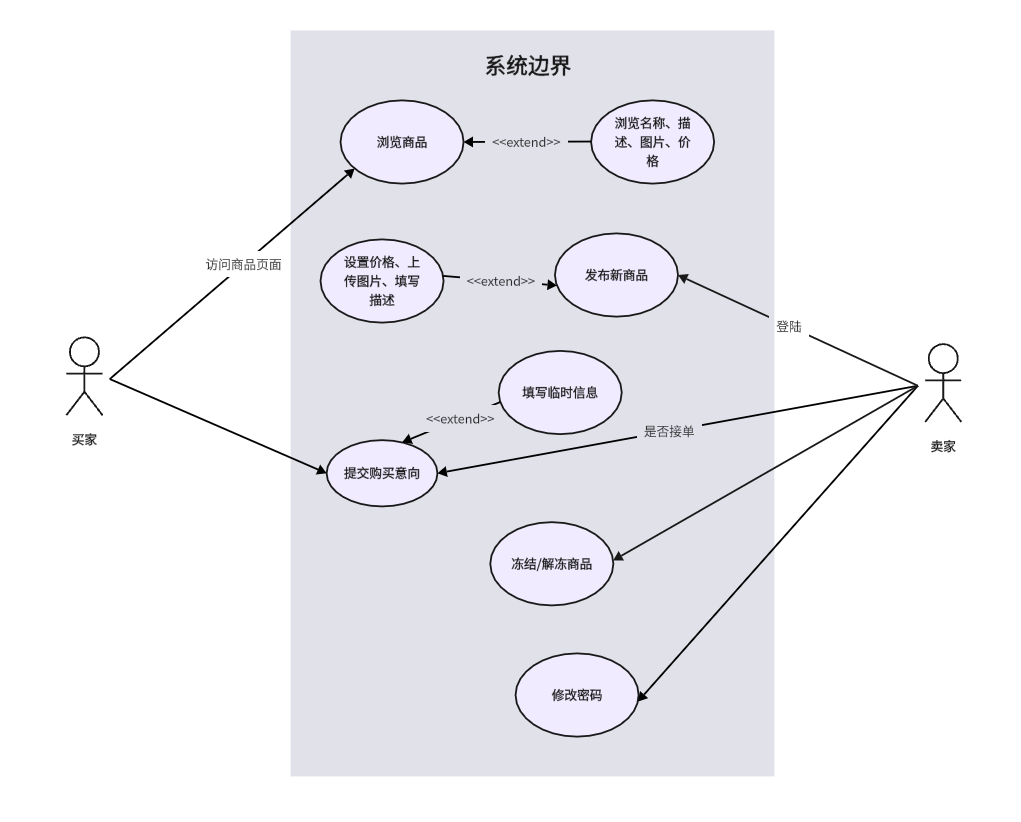 系统边界
浏览商品
<<extend>>
浏览名称、描
述、图片、价
格
访问商品页面
设置价格、上
传图片、填写
描述
<<extend>>
发布新商品
登陆
填写临时信息
<<extend>>
是否接单
买家
卖家
提交购买意向
冻结/解冻商品
修改密码